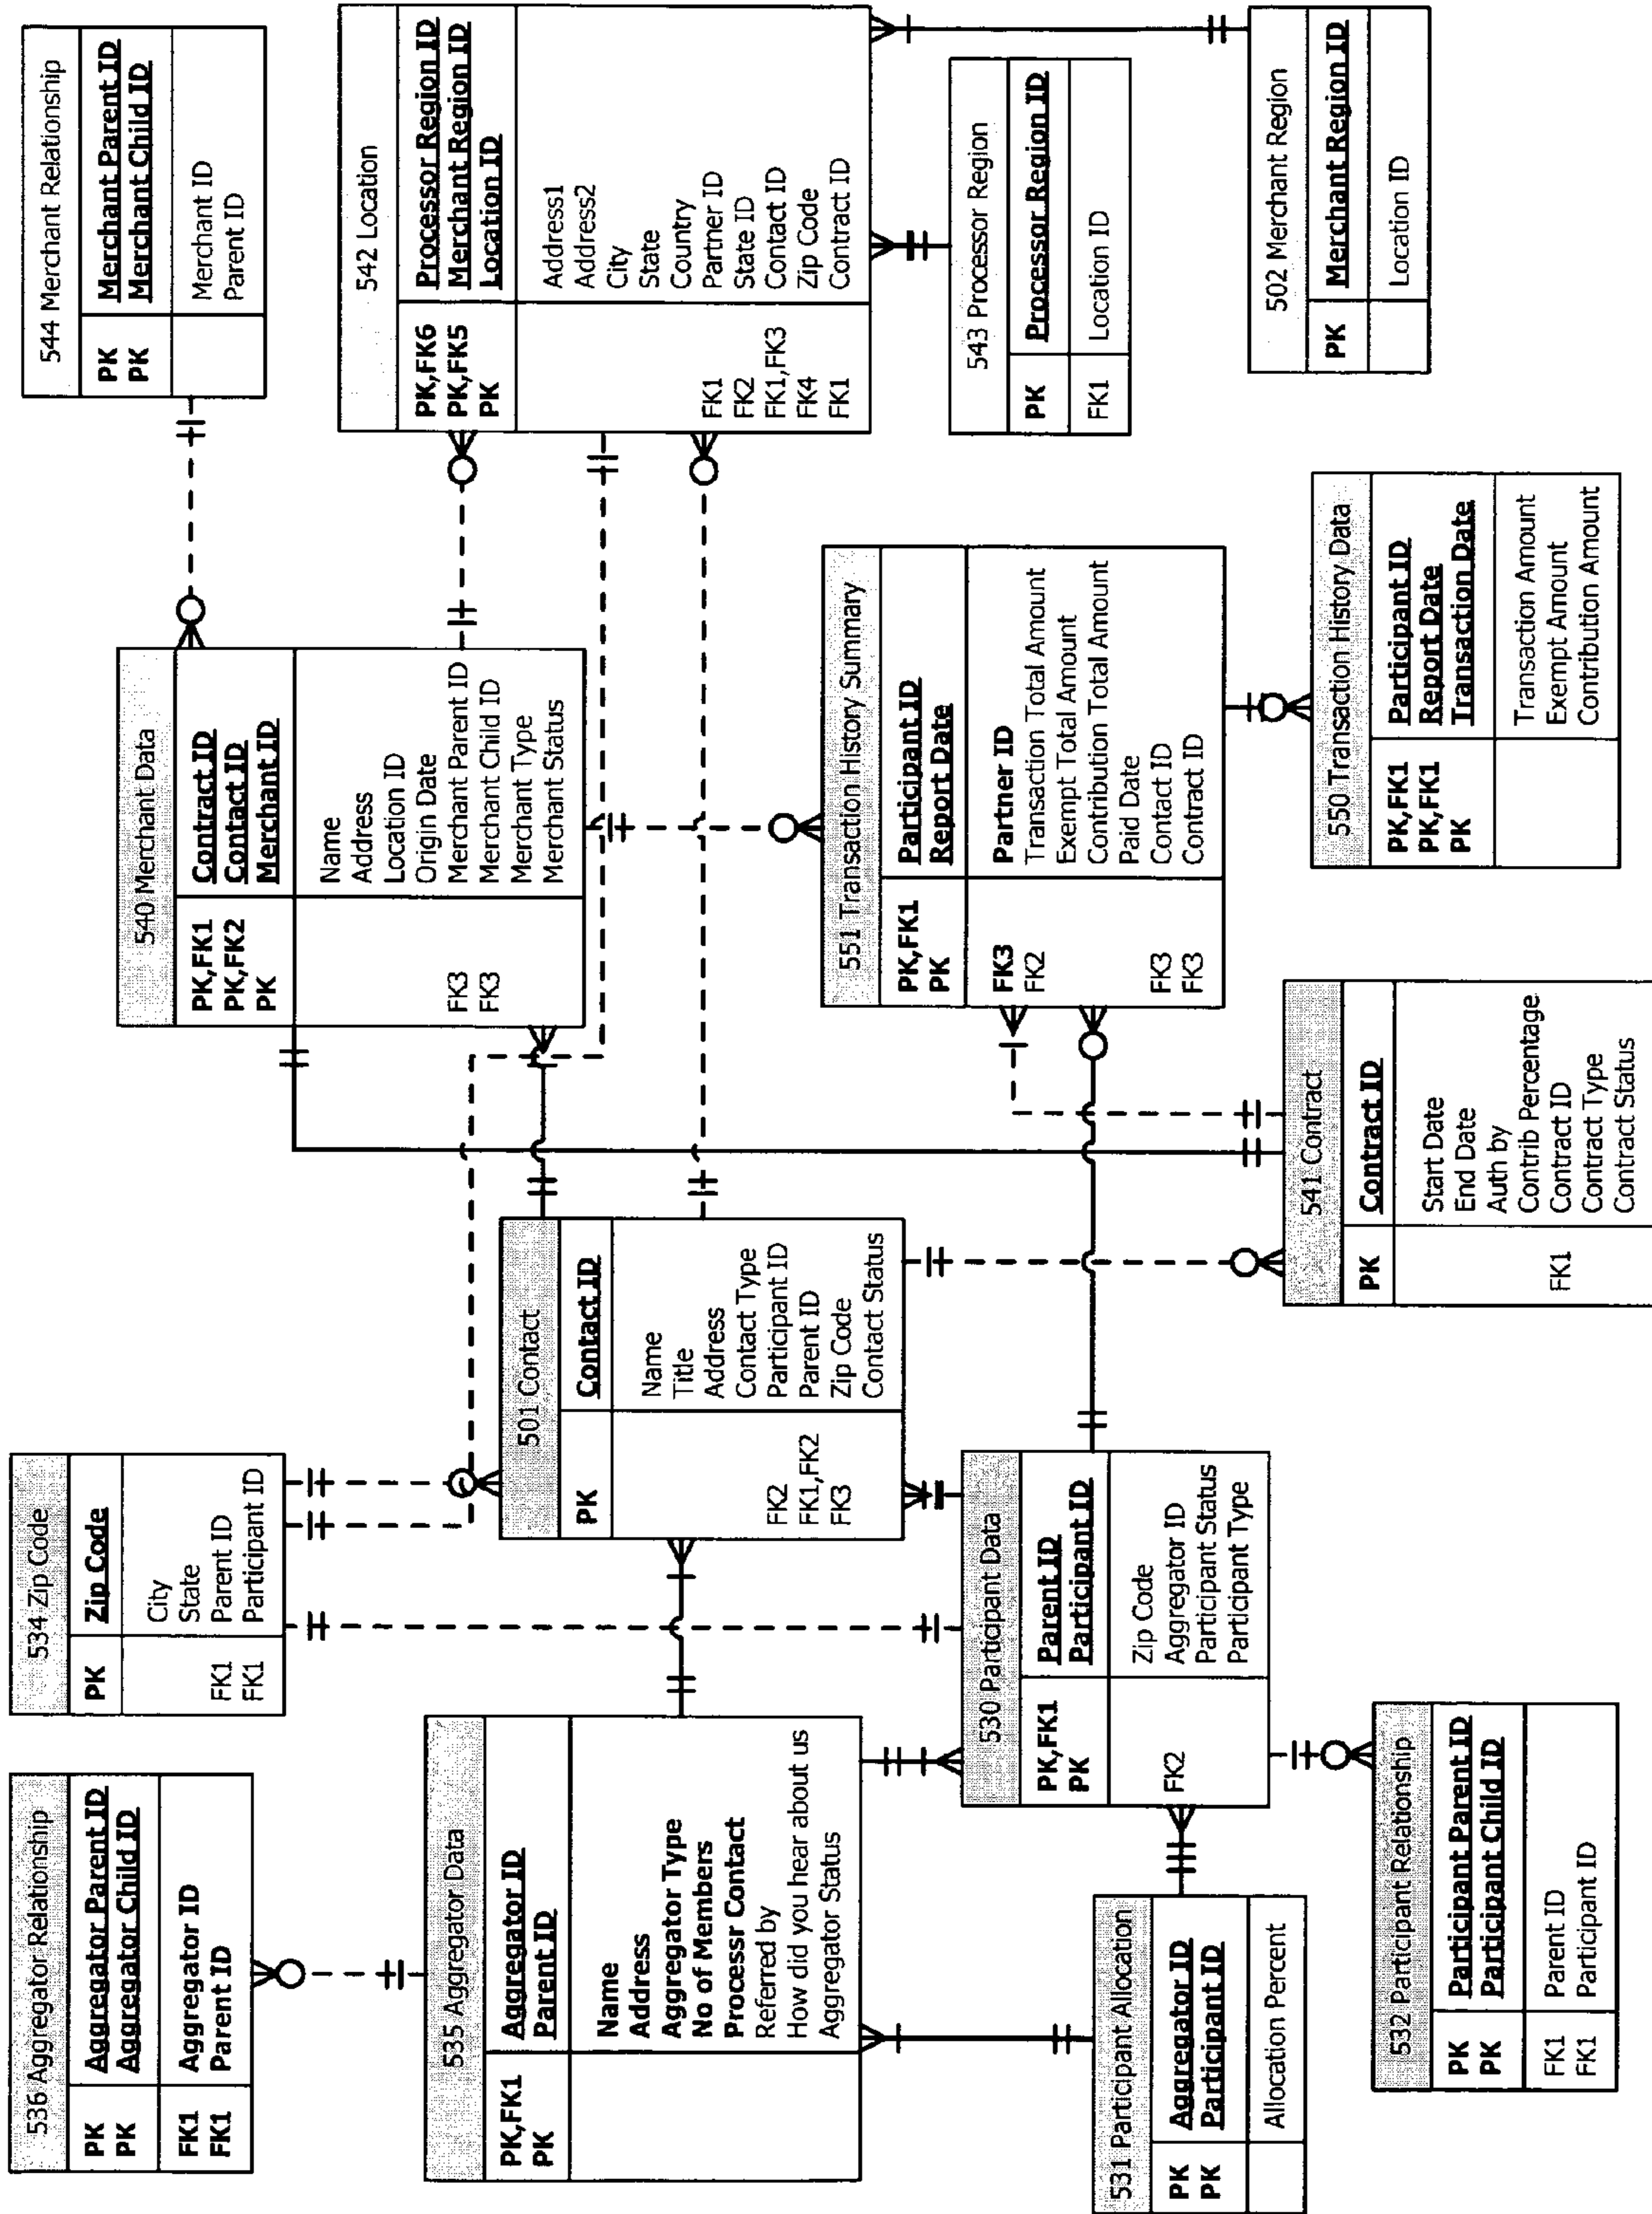 536 Aggregator Relationship
PK Aggregator Parent ID
PK Aggregator Child ID
FK1 Aggregator ID
FK1 Parent ID
534 Zip Code
PK Zip Code
City
State
FK1 Parent ID
FK1 Participant ID
544 Merchant Relationship
PK Merchant Parent ID
PK Merchant Child ID
Merchant ID
Parent ID
540 Merchant Data
PK,FK1 Contract ID
PK,FK2 Contact ID
PK Merchant ID
Name
Address
Location ID
Origin Date
FK3 Merchant Parent ID
FK3 Merchant Child ID
Merchant Type
Merchant Status
542 Location
PK,FK6 Processor Region ID
PK,FK5 Merchant Region ID
PK Location ID
Address1
Address2
City
State
Country
FK1 Partner ID
FK2 State ID
FK1,FK3 Contact ID
FK4 Zip Code
FK1 Contract ID
535 Aggregator Data
PK,FK1 Aggregator ID
PK Parent ID
Name
Address
Aggregator Type
No of Members
Processr Contact
Referred by
How did you hear about us
Aggregator Status
501 Contact
PK Contact ID
Name
Title
Address
Contact Type
FK2 Participant ID
FK1,FK2 Parent ID
FK3 Zip Code
Contact Status
551 Transaction History Summary
PK,FK1 Participant ID
PK Report Date
FK3 Partner ID
FK2 Transaction Total Amount
Exempt Total Amount
Contribution Total Amount
Paid Date
FK3 Contact ID
FK3 Contract ID
543 Processor Region
PK Processor Region ID
FK1 Location ID
530 Participant Data
PK,FK1 Parent ID
PK Participant ID
Zip Code
FK2 Aggregator ID
Participant Status
Participant Type
531 Participant Allocation
PK Aggregator ID
PK Participant ID
Allocation Percent
502 Merchant Region
PK Merchant Region ID
Location ID
541 Contract
PK Contract ID
Start Date
End Date
Auth by
Contrib Percentage
FK1 Contract ID
Contract Type
Contract Status
550 Transaction History Data
PK,FK1 Participant ID
PK,FK1 Report Date
PK Transaction Date
Transaction Amount
Exempt Amount
Contribution Amount
532 Participant Relationship
PK Participant Parent ID
PK Participant Child ID
FK1 Parent ID
FK1 Participant ID